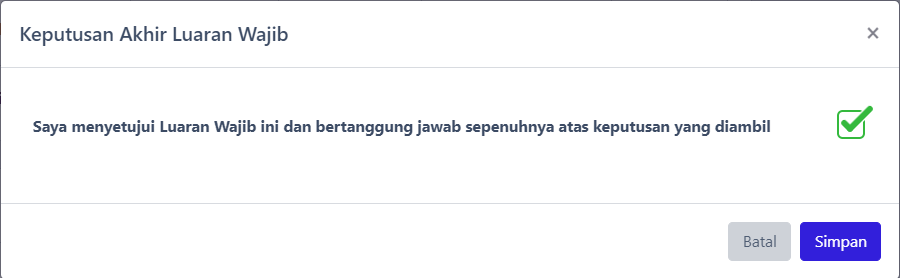 Keputusan Akhir Luaran Wajib
×
Saya menyetujui Luaran Wajib ini dan bertanggung jawab sepenuhnya atas keputusan yang diambil
Batal
Simpan